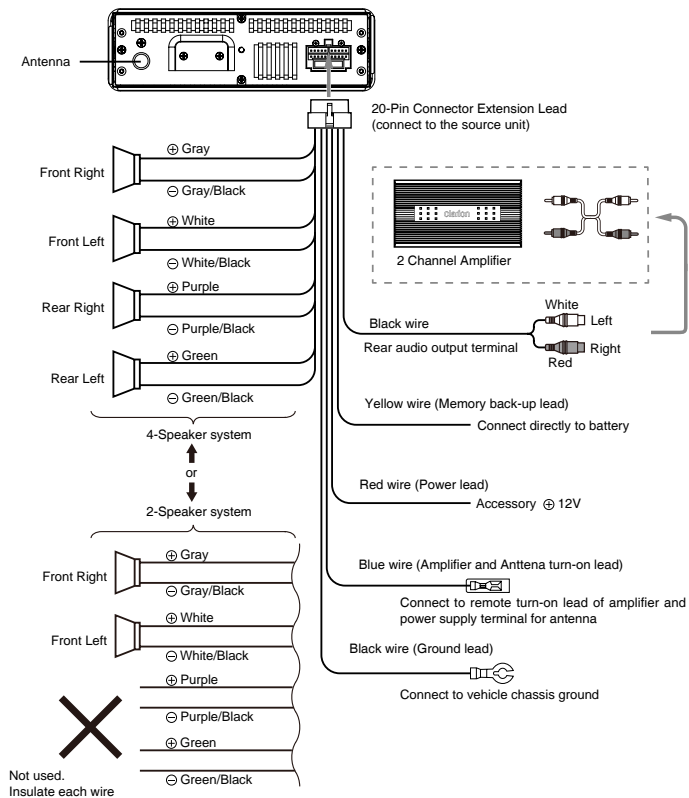 Antenna
20-Pin Connector Extension Lead
(connect to the source unit)
Front Right
⊕ Gray
⊖ Gray/Black
Front Left
⊕ White
⊖ White/Black
Rear Right
⊕ Purple
⊖ Purple/Black
Rear Left
⊕ Green
⊖ Green/Black
4-Speaker system
or
2-Speaker system
Front Right
⊕ Gray
⊖ Gray/Black
Front Left
⊕ White
⊖ White/Black
⊕ Purple
⊖ Purple/Black
⊕ Green
⊖ Green/Black
Not used.
Insulate each wire
clarion
2 Channel Amplifier
Black wire
Rear audio output terminal
White
Left
Right
Red
Yellow wire (Memory back-up lead)
Connect directly to battery
Red wire (Power lead)
Accessory ⊕ 12V
Blue wire (Amplifier and Anttena turn-on lead)
Connect to remote turn-on lead of amplifier and
power supply terminal for antenna
Black wire (Ground lead)
Connect to vehicle chassis ground